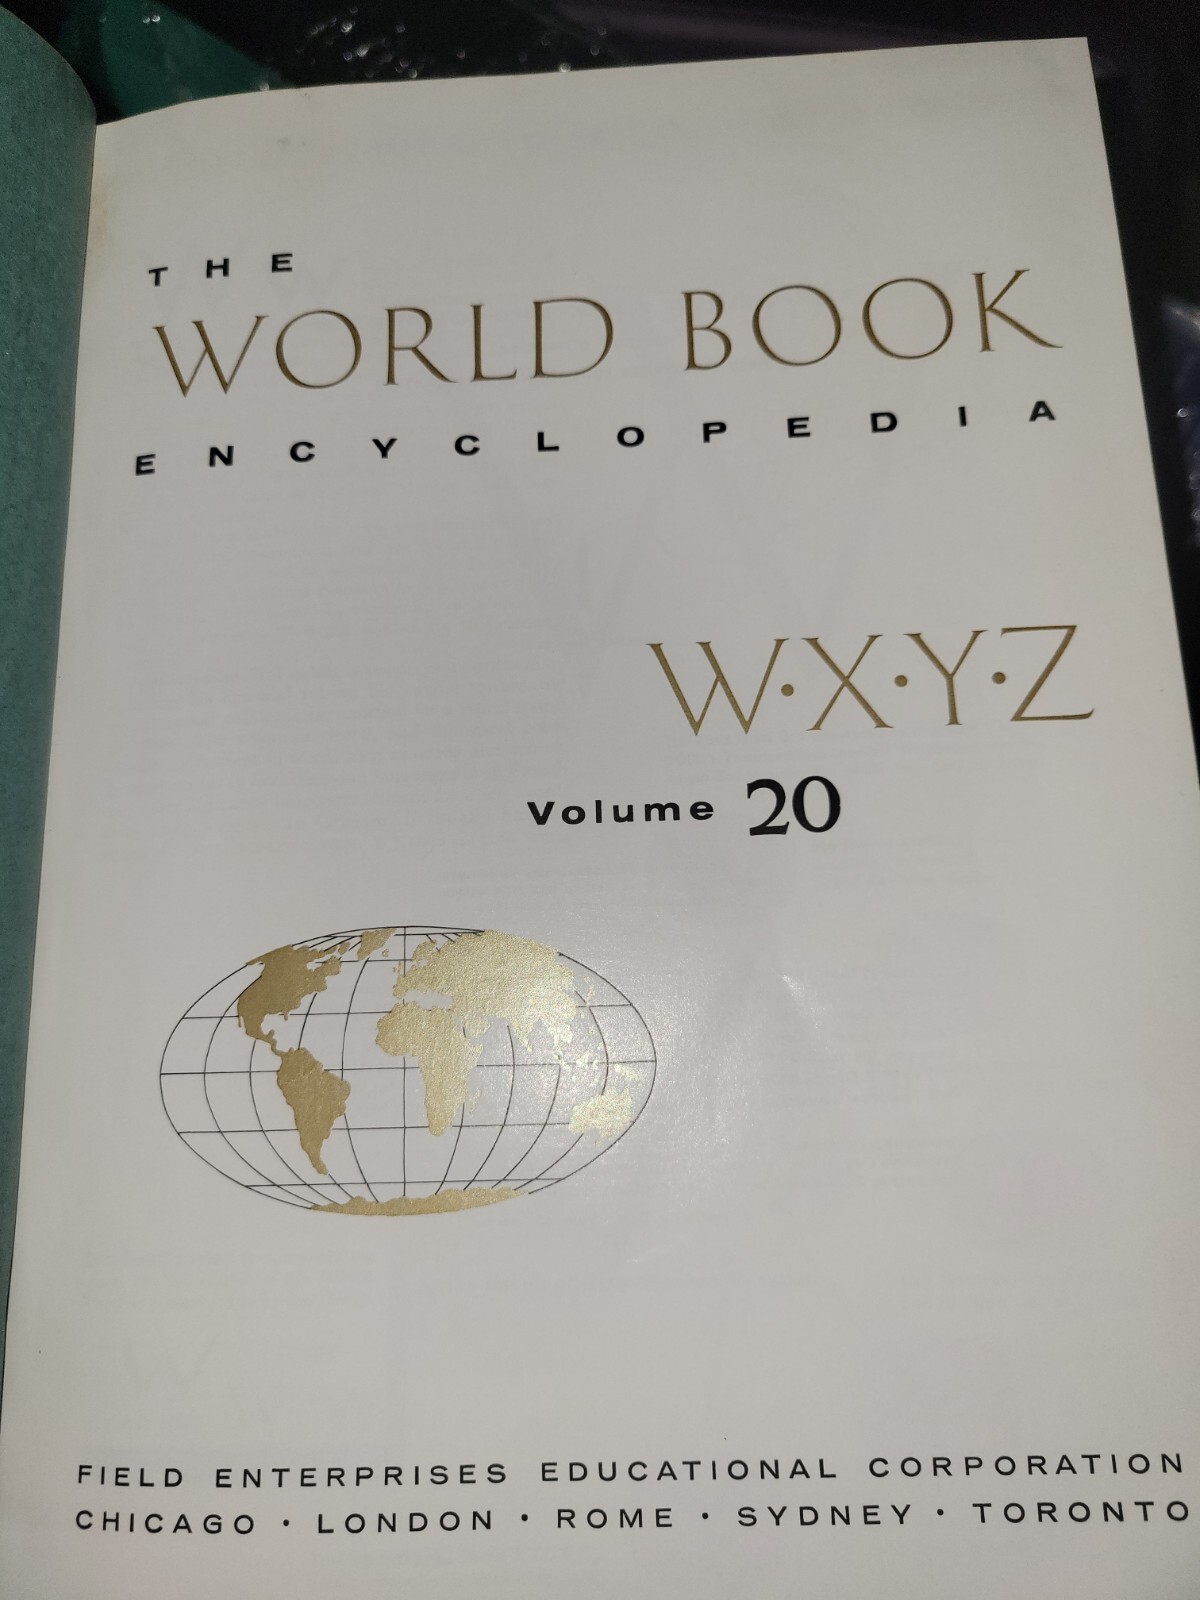 THE
WORLD BOOK
ENCYCLOPEDIA
W·X·Y·Z
Volume 20
FIELD ENTERPRISES EDUCATIONAL CORPORATION
CHICAGO · LONDON · ROME · SYDNEY · TORONTO